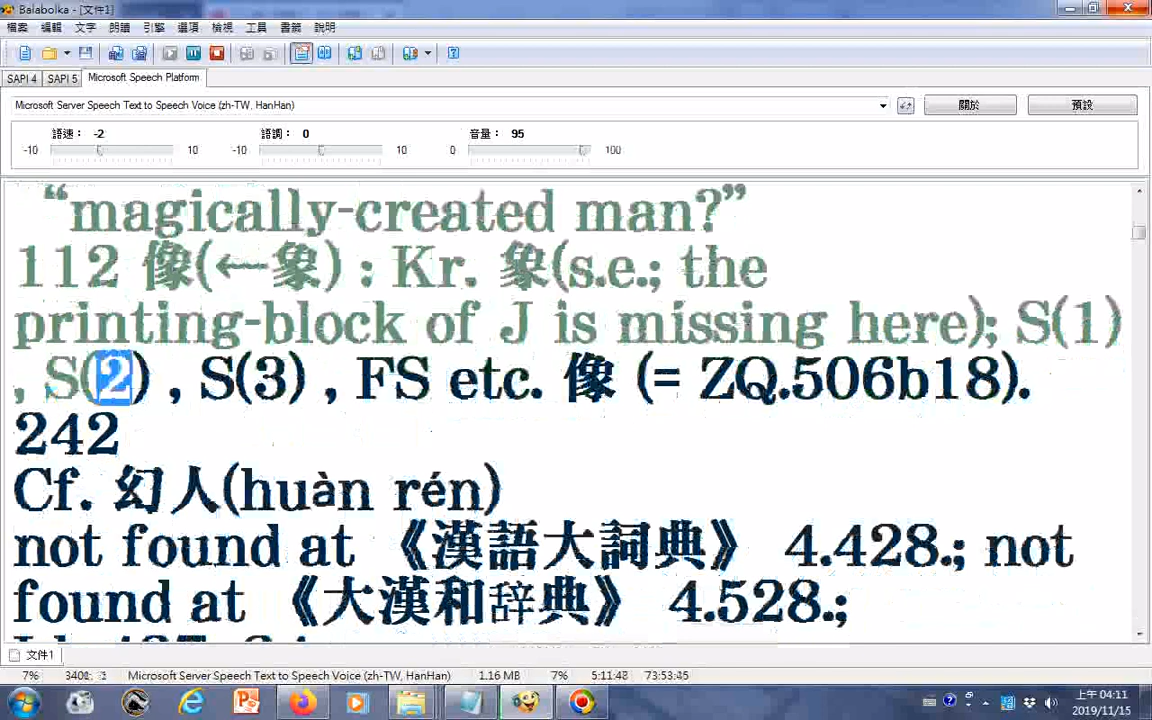 Balabolka - [文件1]
檔案 編輯 文字 朗讀 引擎 選項 檢視 工具 書籤 說明
SAPI 4 SAPI 5 Microsoft Speech Platform
Microsoft Server Speech Text to Speech Voice (zh-TW, HanHan) 關於 預設
語速： -2 語調： 0 音量： 95
-10 10 -10 10 0 100
“magically-created man?”
112 像(←象) : Kr. 象(s.e.; the
printing-block of J is missing here); S(1)
, S(2) , S(3) , FS etc. 像 (= ZQ.506b18).
242
Cf. 幻人(huàn rén)
not found at 《漢語大詞典》 4.428.; not
found at 《大漢和辞典》 4.528.;
文件1
7% Microsoft Server Speech Text to Speech Voice (zh-TW, HanHan) 1.16 MB 7% 5:11:43 73:53:45
上午 04:11
2019/11/15